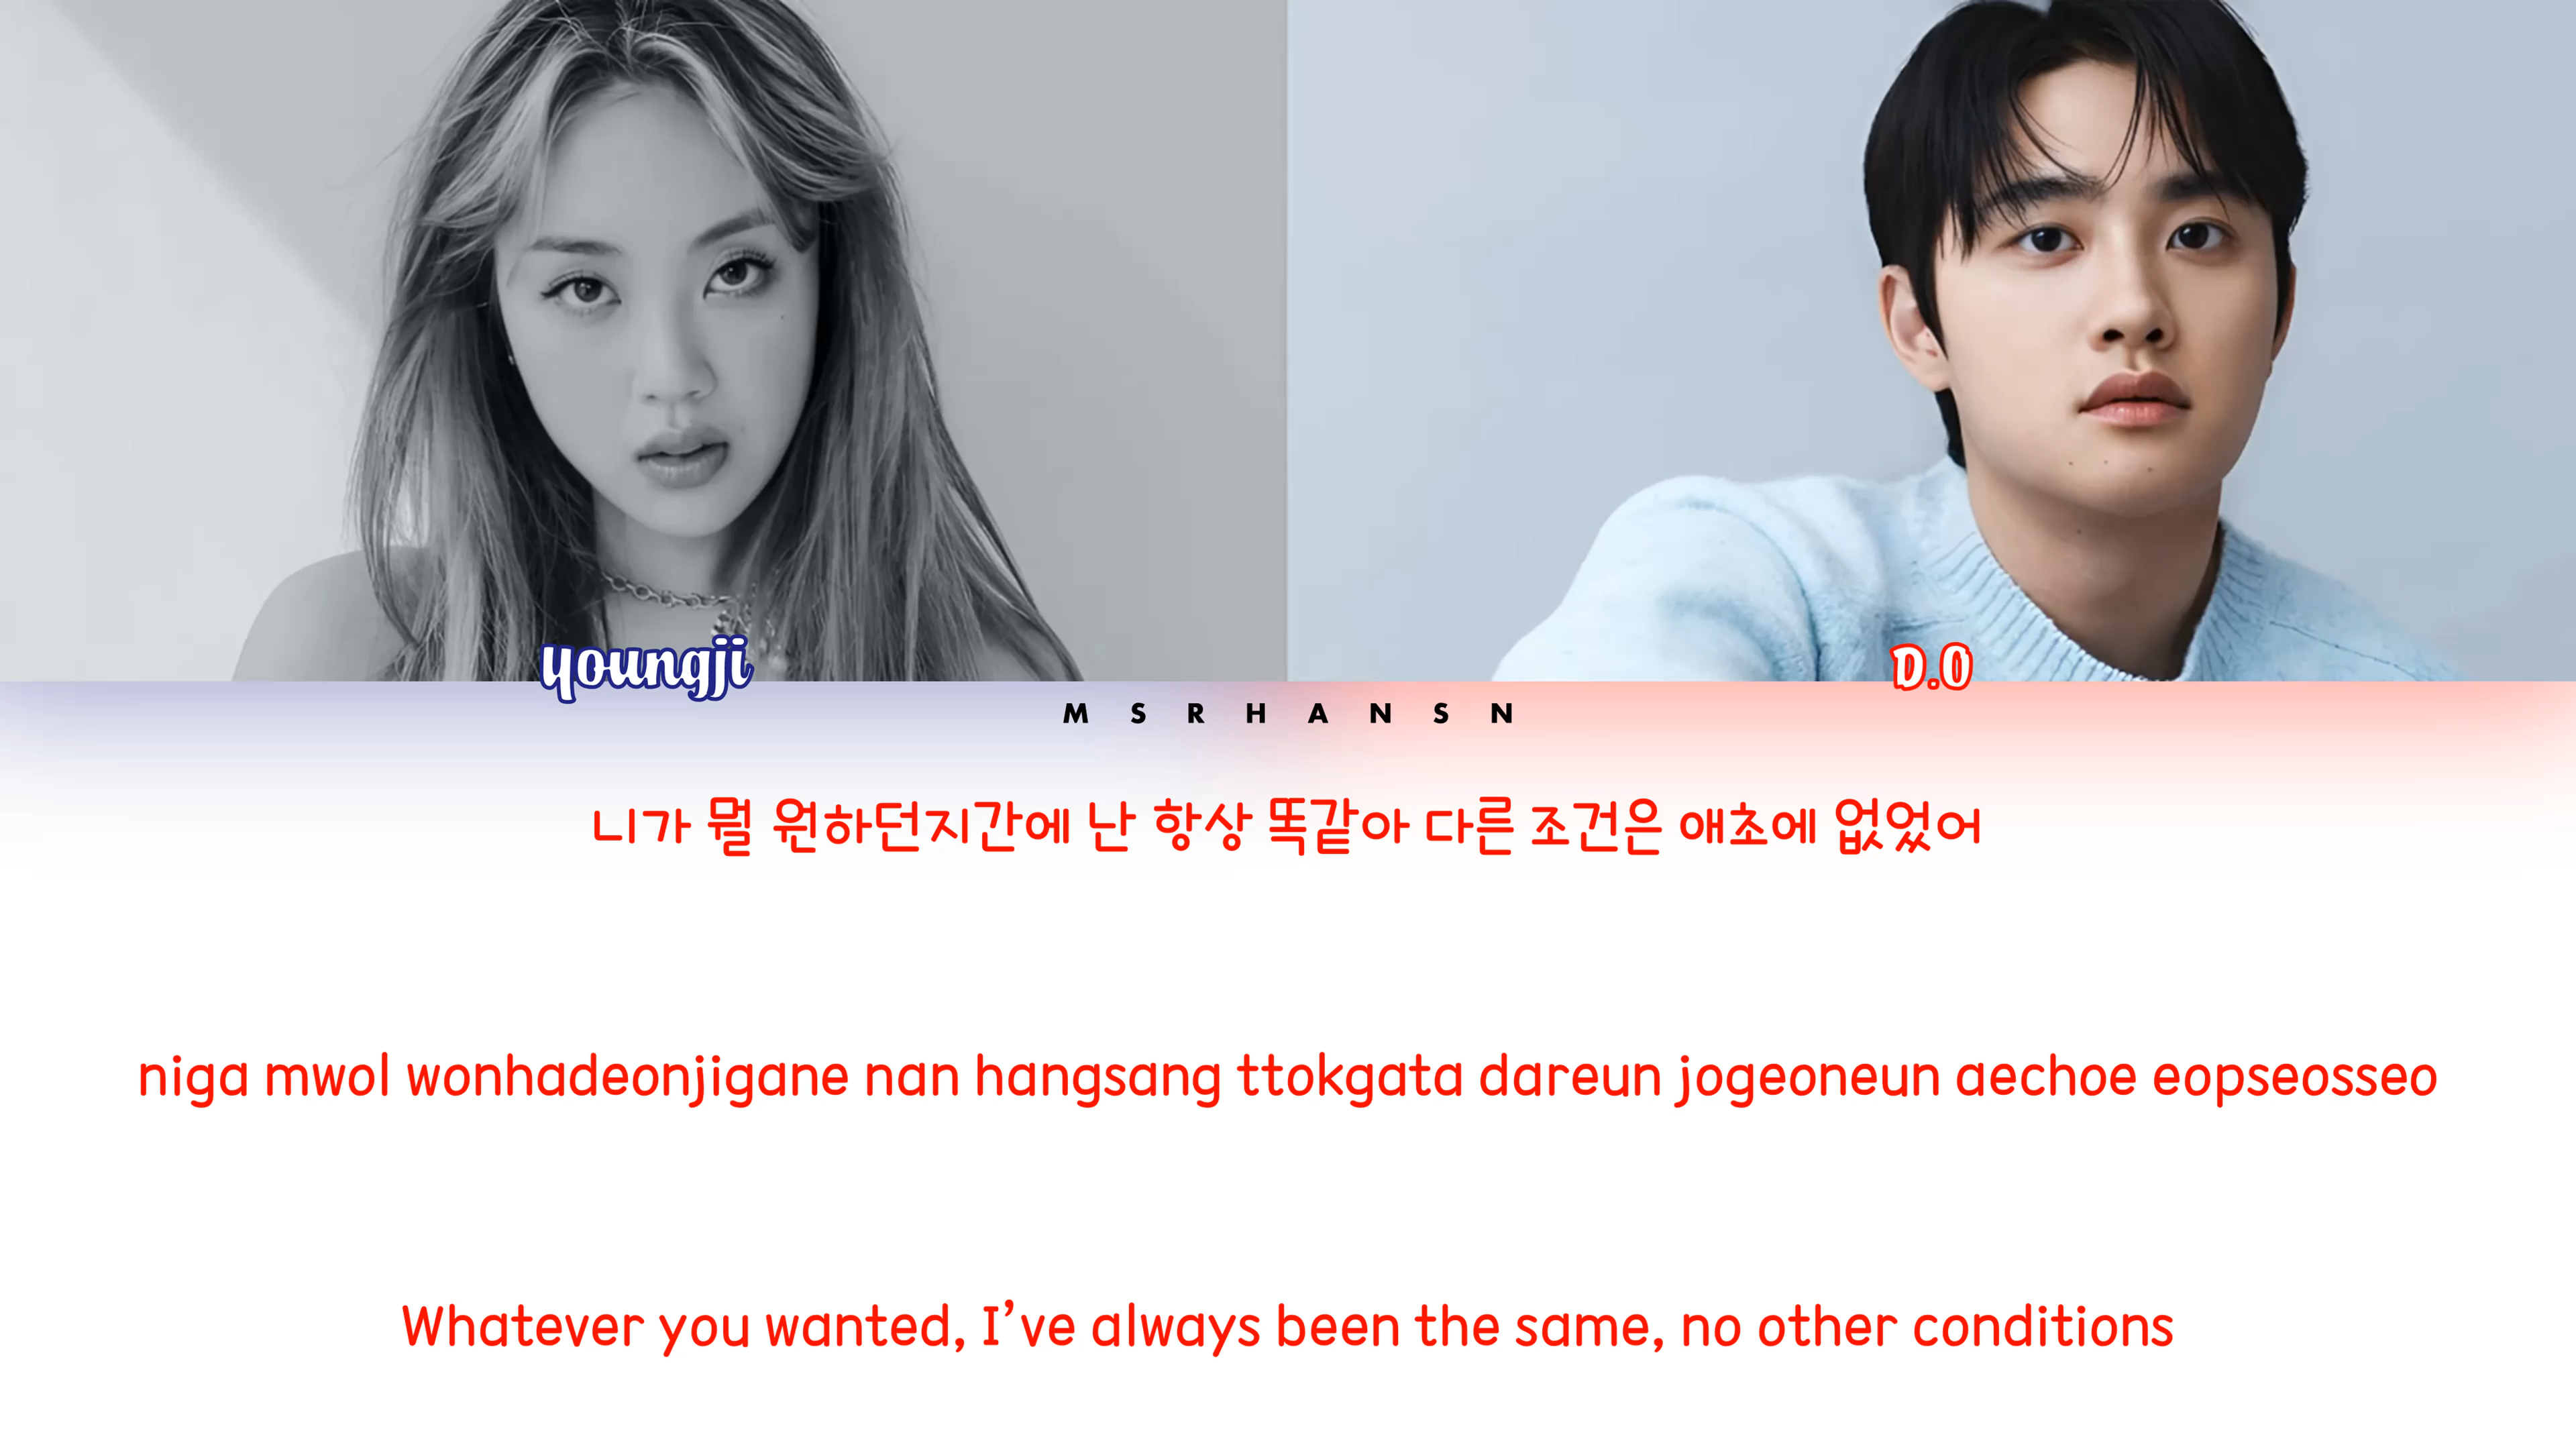 Youngji
D.O
MSRHANSN
니가 뭘 원하던지간에 난 항상 똑같아 다른 조건은 애초에 없었어
niga mwol wonhadeonjigane nan hangsang ttokgata dareun jogeoneun aechoe eopseosseo
Whatever you wanted, I’ve always been the same, no other conditions